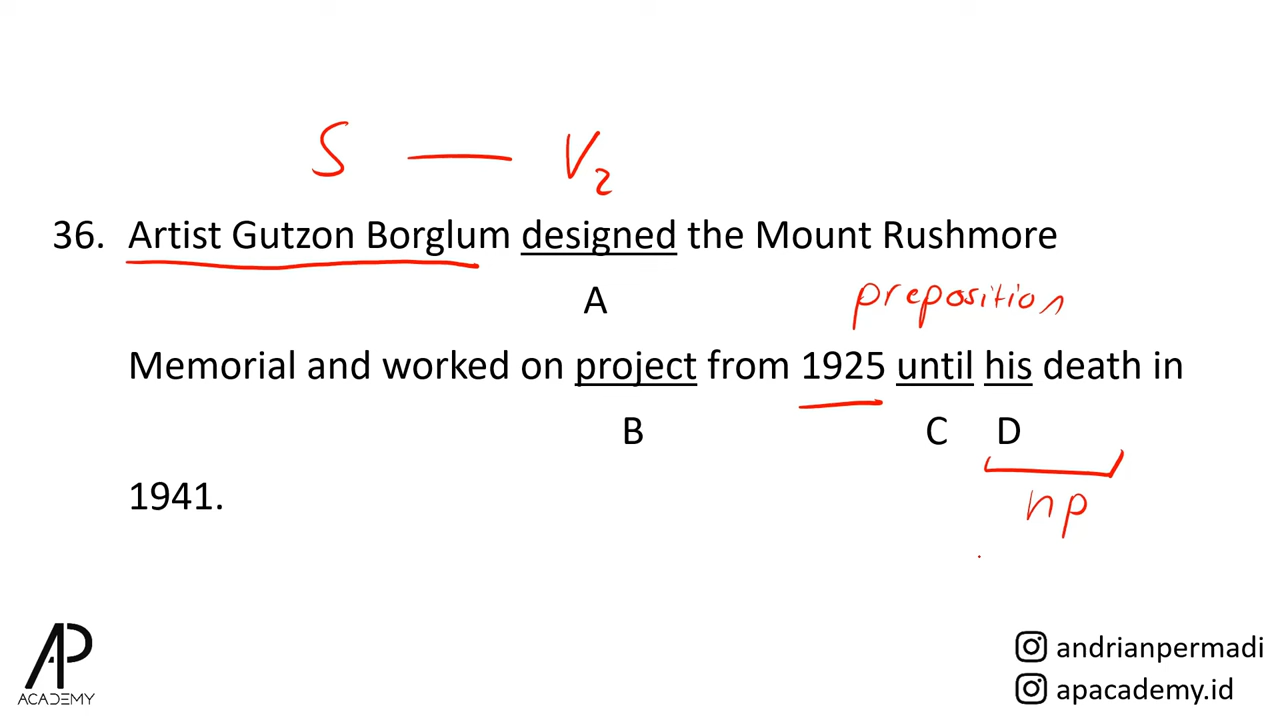 S — V2
36. Artist Gutzon Borglum designed the Mount Rushmore
A
preposition
Memorial and worked on project from 1925 until his death in
B C D
1941.
np
AP
ACADEMY
andrianpermadi
apacademy.id